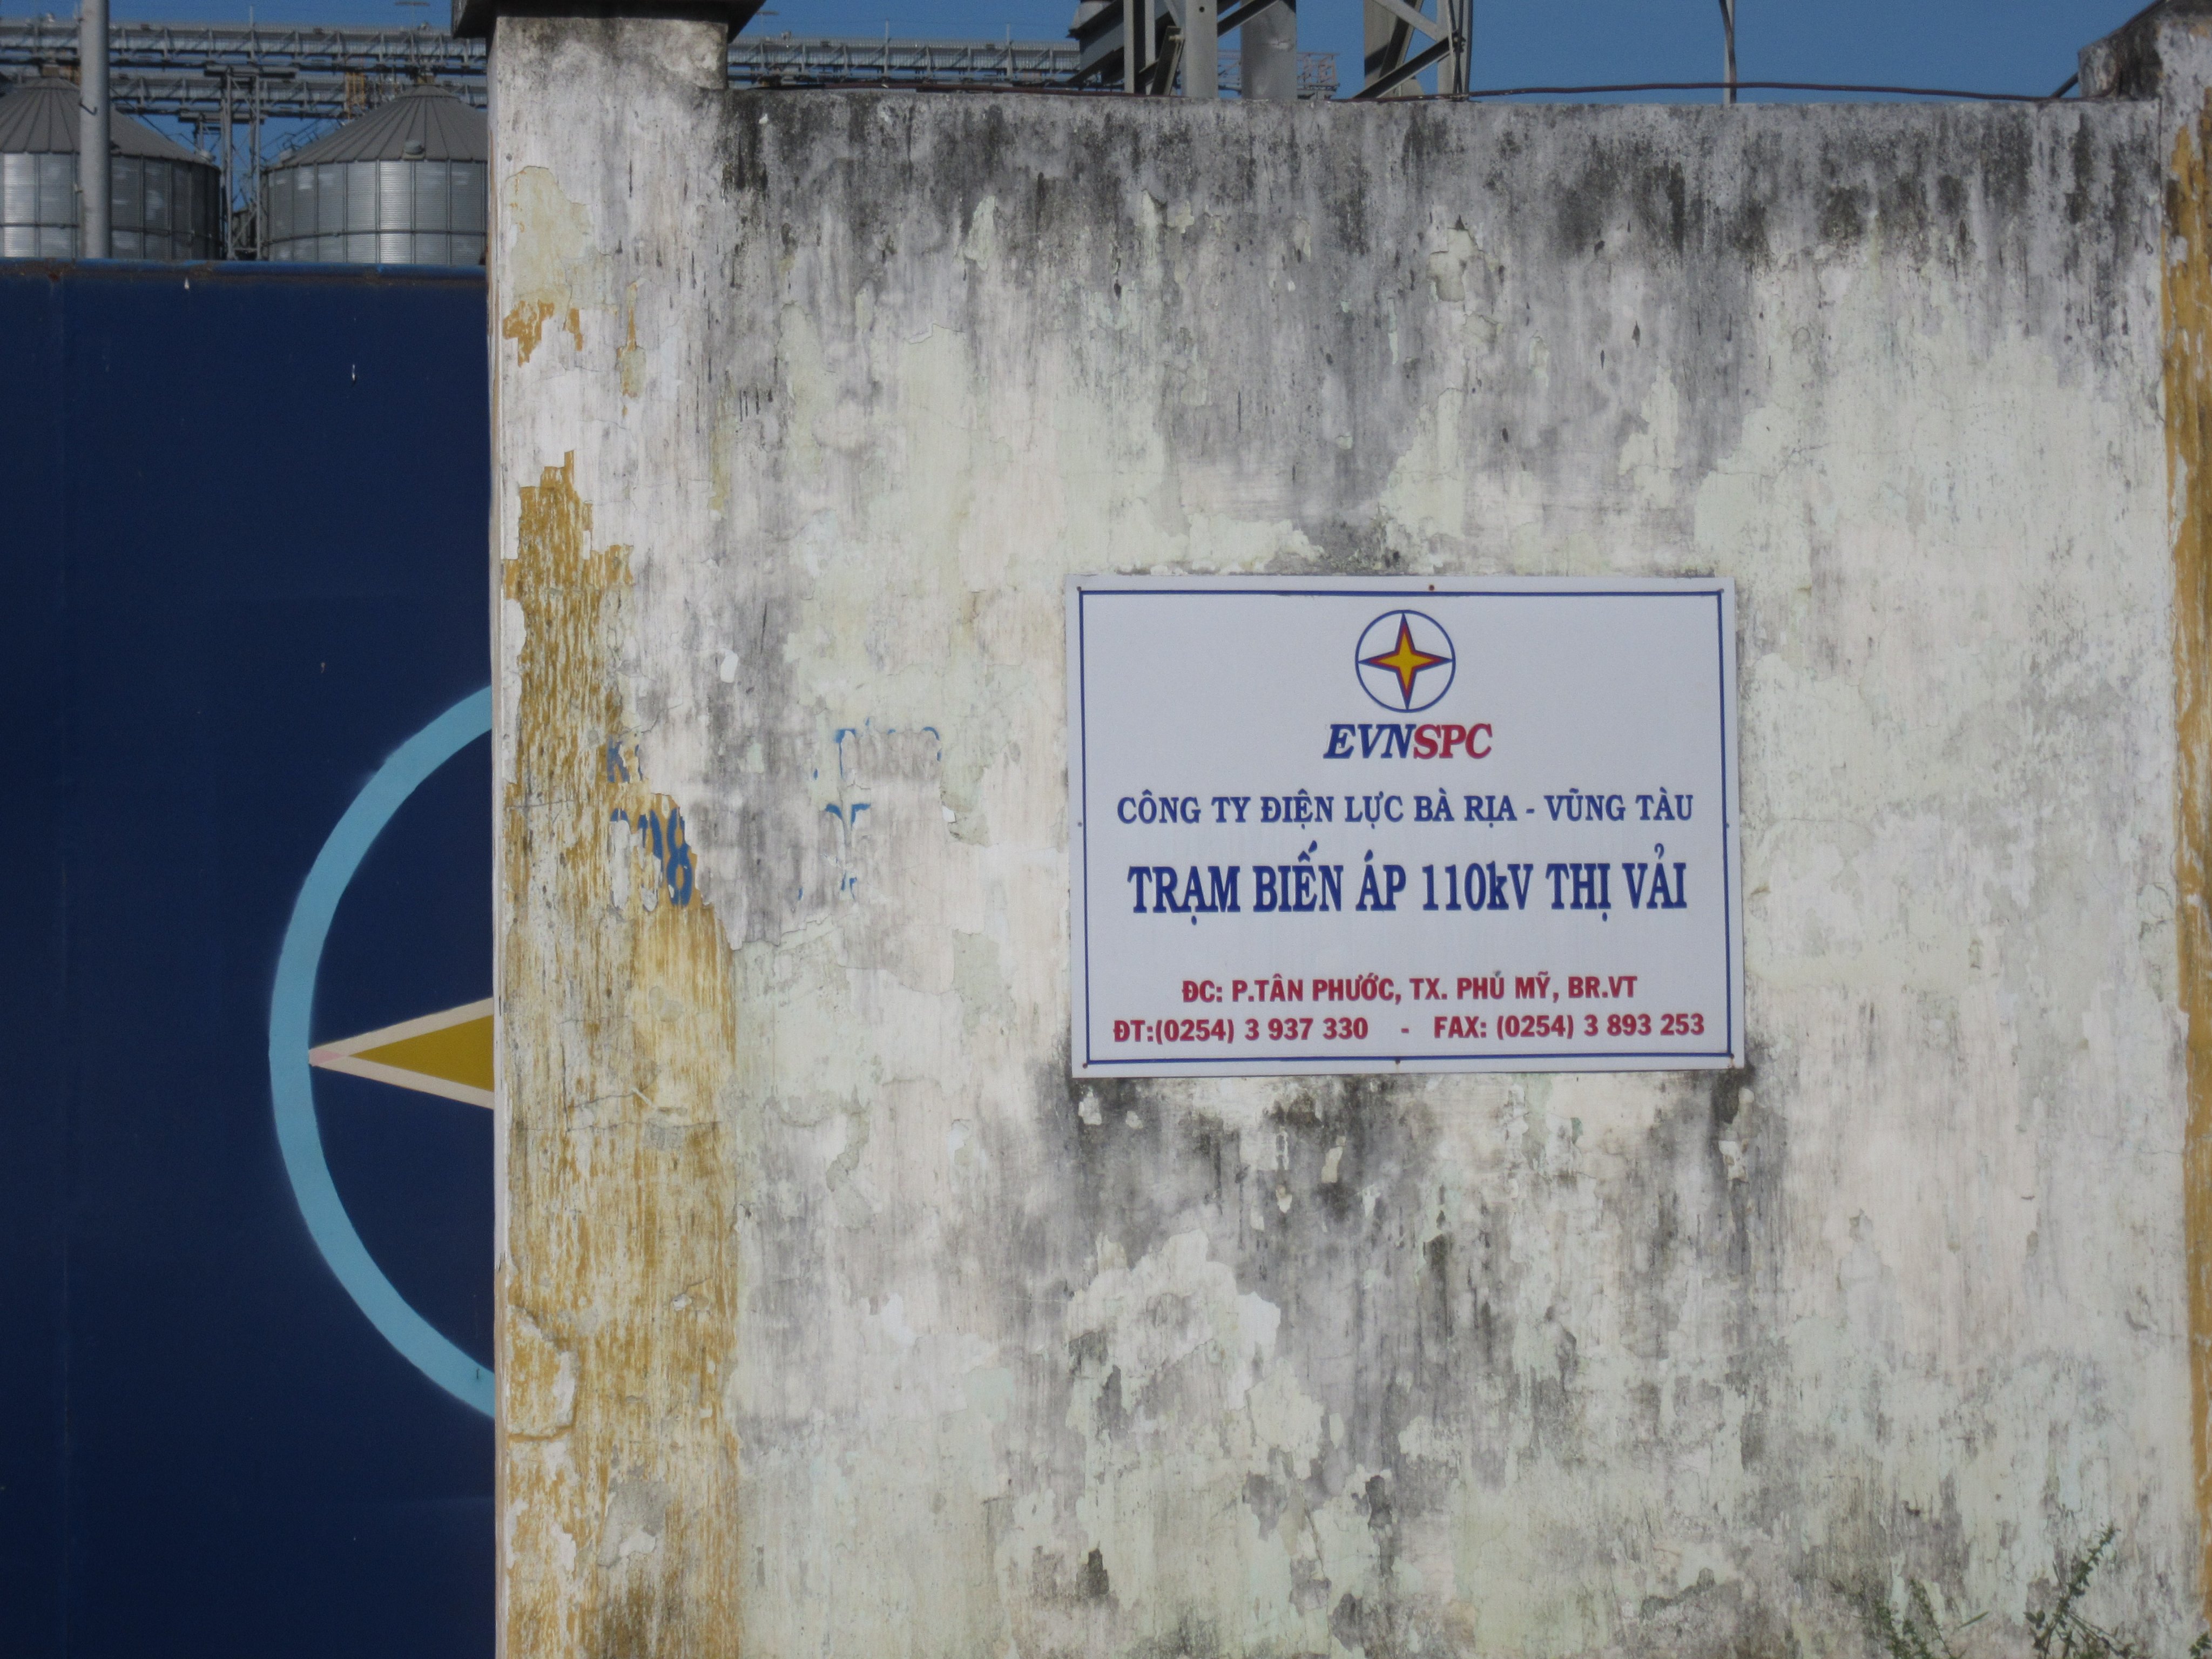 EVNSPC
CÔNG TY ĐIỆN LỰC BÀ RỊA - VŨNG TÀU
TRẠM BIẾN ÁP 110kV THỊ VẢI
ĐC: P.TÂN PHƯỚC, TX. PHÚ MỸ, BR.VT
ĐT:(0254) 3 937 330 - FAX: (0254) 3 893 253